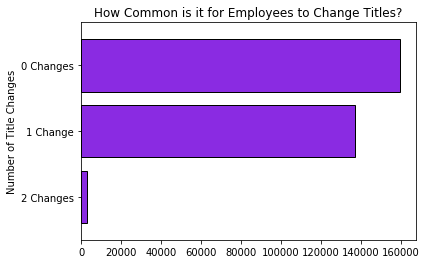 How Common is it for Employees to Change Titles?
Number of Title Changes
0 Changes
1 Change
2 Changes
0 20000 40000 60000 80000 100000 120000 140000 160000